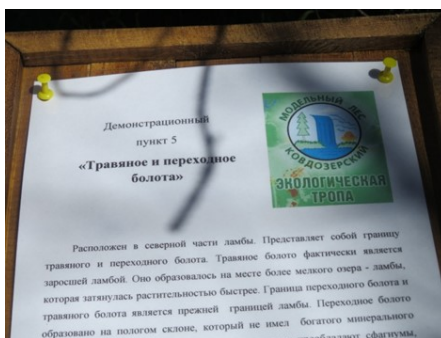 Демонстрационный
пункт 5
«Травяное и переходное
болота»
МОДЕЛЬНЫЙ ЛЕС
КОВДОЗЕРСКИЙ
ЭКОЛОГИЧЕСКАЯ
ТРОПА
Расположен в северной части ламбы. Представляет собой границу
травяного и переходного болота. Травяное болото фактически является
заросшей ламбой. Оно образовалось на месте более мелкого озера - ламбы,
которая затянулась растительностью быстрее. Граница переходного болота и
травяного болота является прежней границей ламбы. Переходное болото
образовано на пологом склоне, который не имел богатого минерального
сфагнумы,